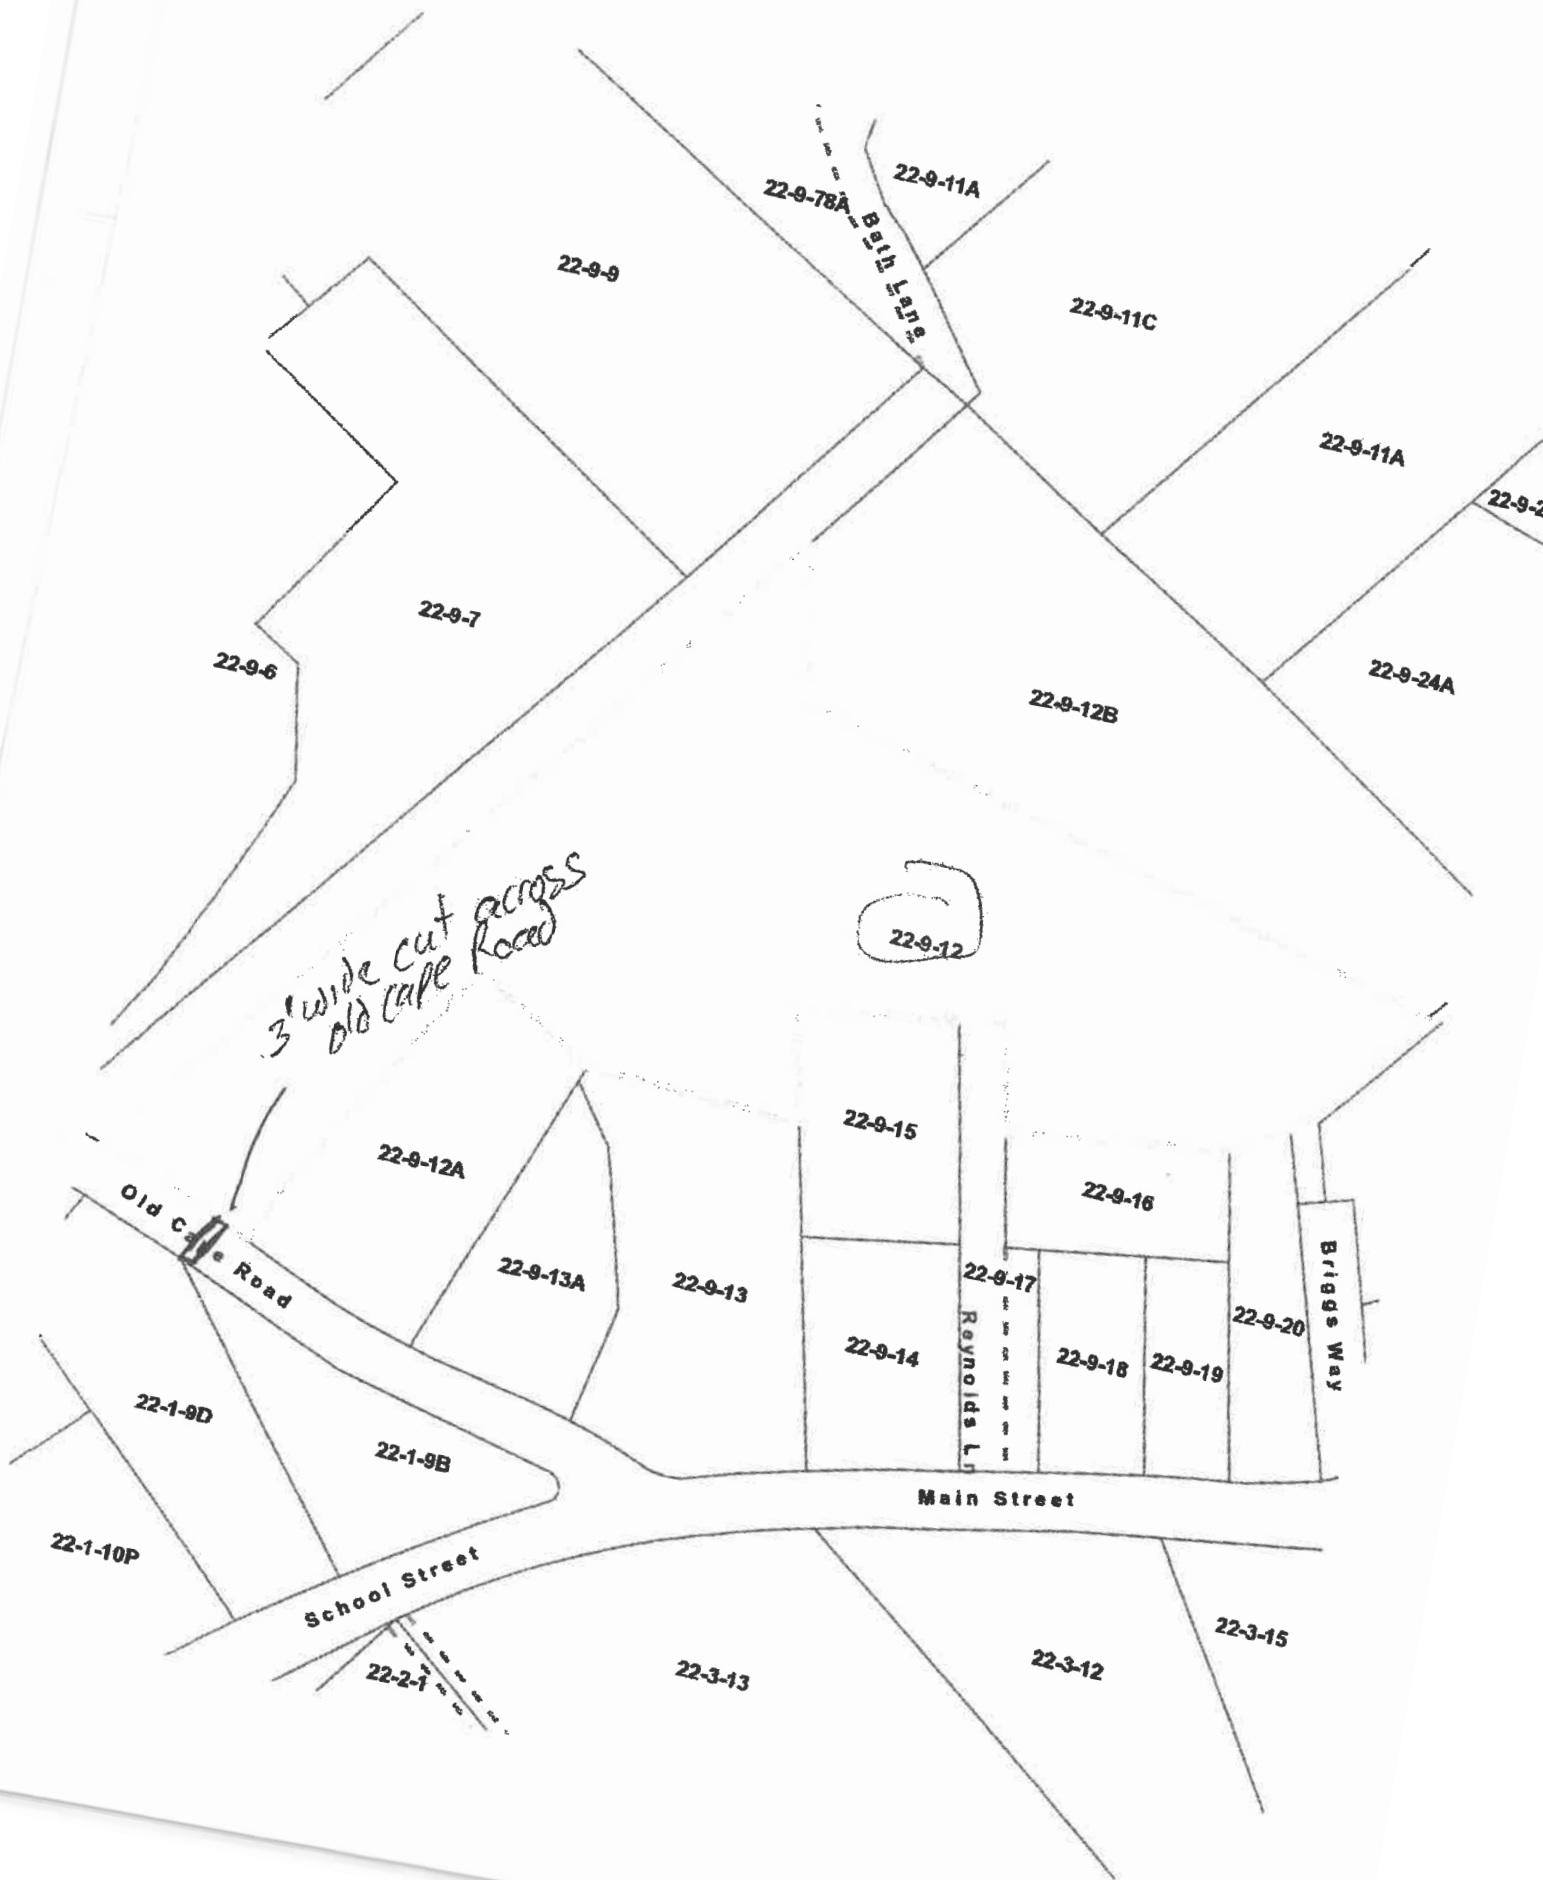 22-9-11A
22-9-78A
Bath Lane
22-9-9
22-9-11C
22-9-11A
22-9-2
22-9-7
22-9-6
22-9-24A
22-9-12B
3' wide cut across
old Cape Road
22-9-12
22-9-15
22-9-12A
22-9-16
Old Cape Road
22-9-13A
22-9-13
22-9-17
22-9-20
Briggs Way
Reynolds Ln
22-9-14
22-9-18
22-9-19
22-1-9D
22-1-9B
Main Street
22-1-10P
School Street
22-2-1
22-3-13
22-3-12
22-3-15